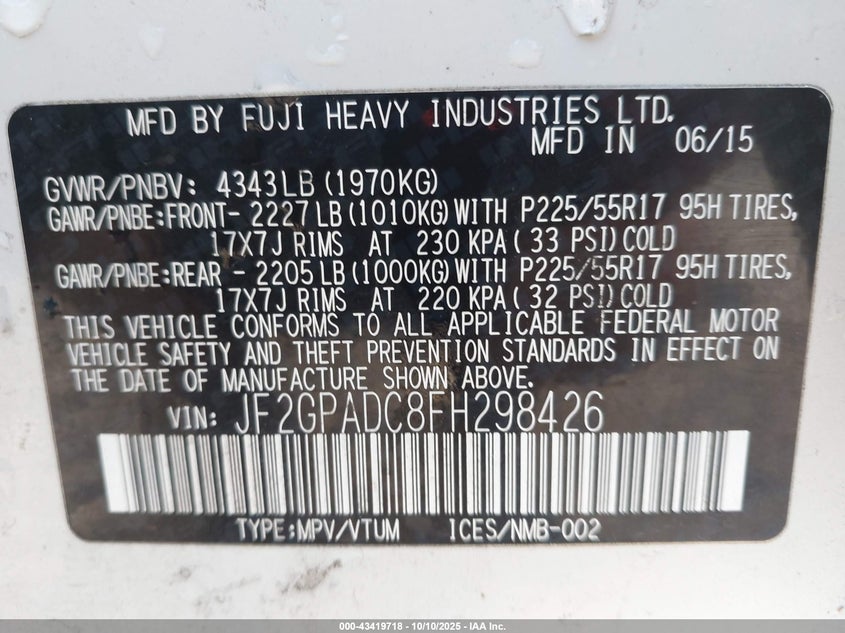 MFD BY FUJI HEAVY INDUSTRIES LTD.
MFD IN 06/15
GVWR/PNBV: 4343LB (1970KG)
GAWR/PNBE:FRONT- 2227LB (1010KG) WITH P225/55R17 95H TIRES,
17X7J RIMS AT 230 KPA ( 33 PSI) COLD
GAWR/PNBE:REAR - 2205LB (1000KG) WITH P225/55R17 95H TIRES,
17X7J RIMS AT 220 KPA ( 32 PSI) COLD
THIS VEHICLE CONFORMS TO ALL APPLICABLE FEDERAL MOTOR
VEHICLE SAFETY AND THEFT PREVENTION STANDARDS IN EFFECT ON
THE DATE OF MANUFACTURE SHOWN ABOVE.
VIN: JF2GPADC8FH298426
TYPE:MPV/VTUM ICES/NMB-002
000-43419718 - 10/10/2025 - IAA Inc.